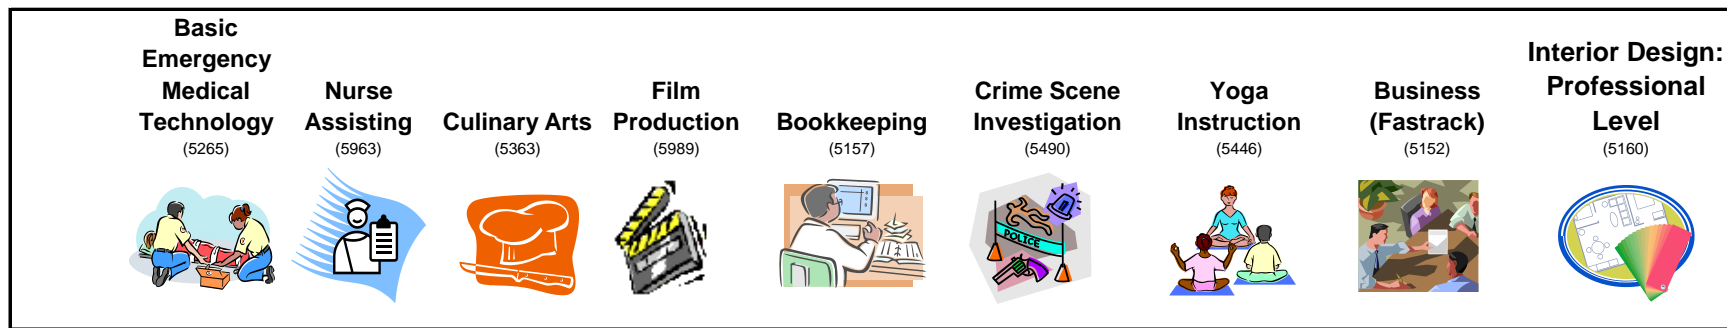 Basic
Emergency
Medical
Technology
(5265)
Nurse
Assisting
(5963)
Culinary Arts
(5363)
Film
Production
(5989)
Bookkeeping
(5157)
Crime Scene
Investigation
(5490)
POLICE
Yoga
Instruction
(5446)
Business
(Fastrack)
(5152)
Interior Design:
Professional
Level
(5160)